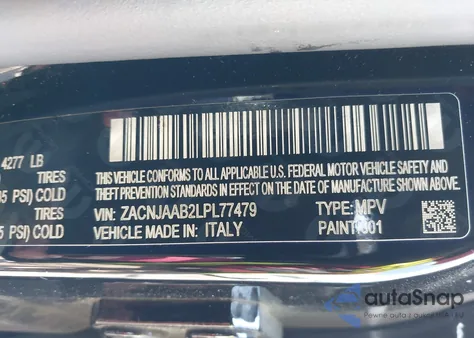 4277 LB
TIRES
PSI) COLD
TIRES
PSI) COLD
THIS VEHICLE CONFORMS TO ALL APPLICABLE U.S. FEDERAL MOTOR VEHICLE SAFETY
AND THEFT PREVENTION STANDARDS IN EFFECT ON THE DATE OF MANUFACTURE SHOWN ABOVE.
VIN: ZACNJAAB2LPL77479 TYPE: MPV
VEHICLE MADE IN: ITALY PAINT: 601
autoSnap